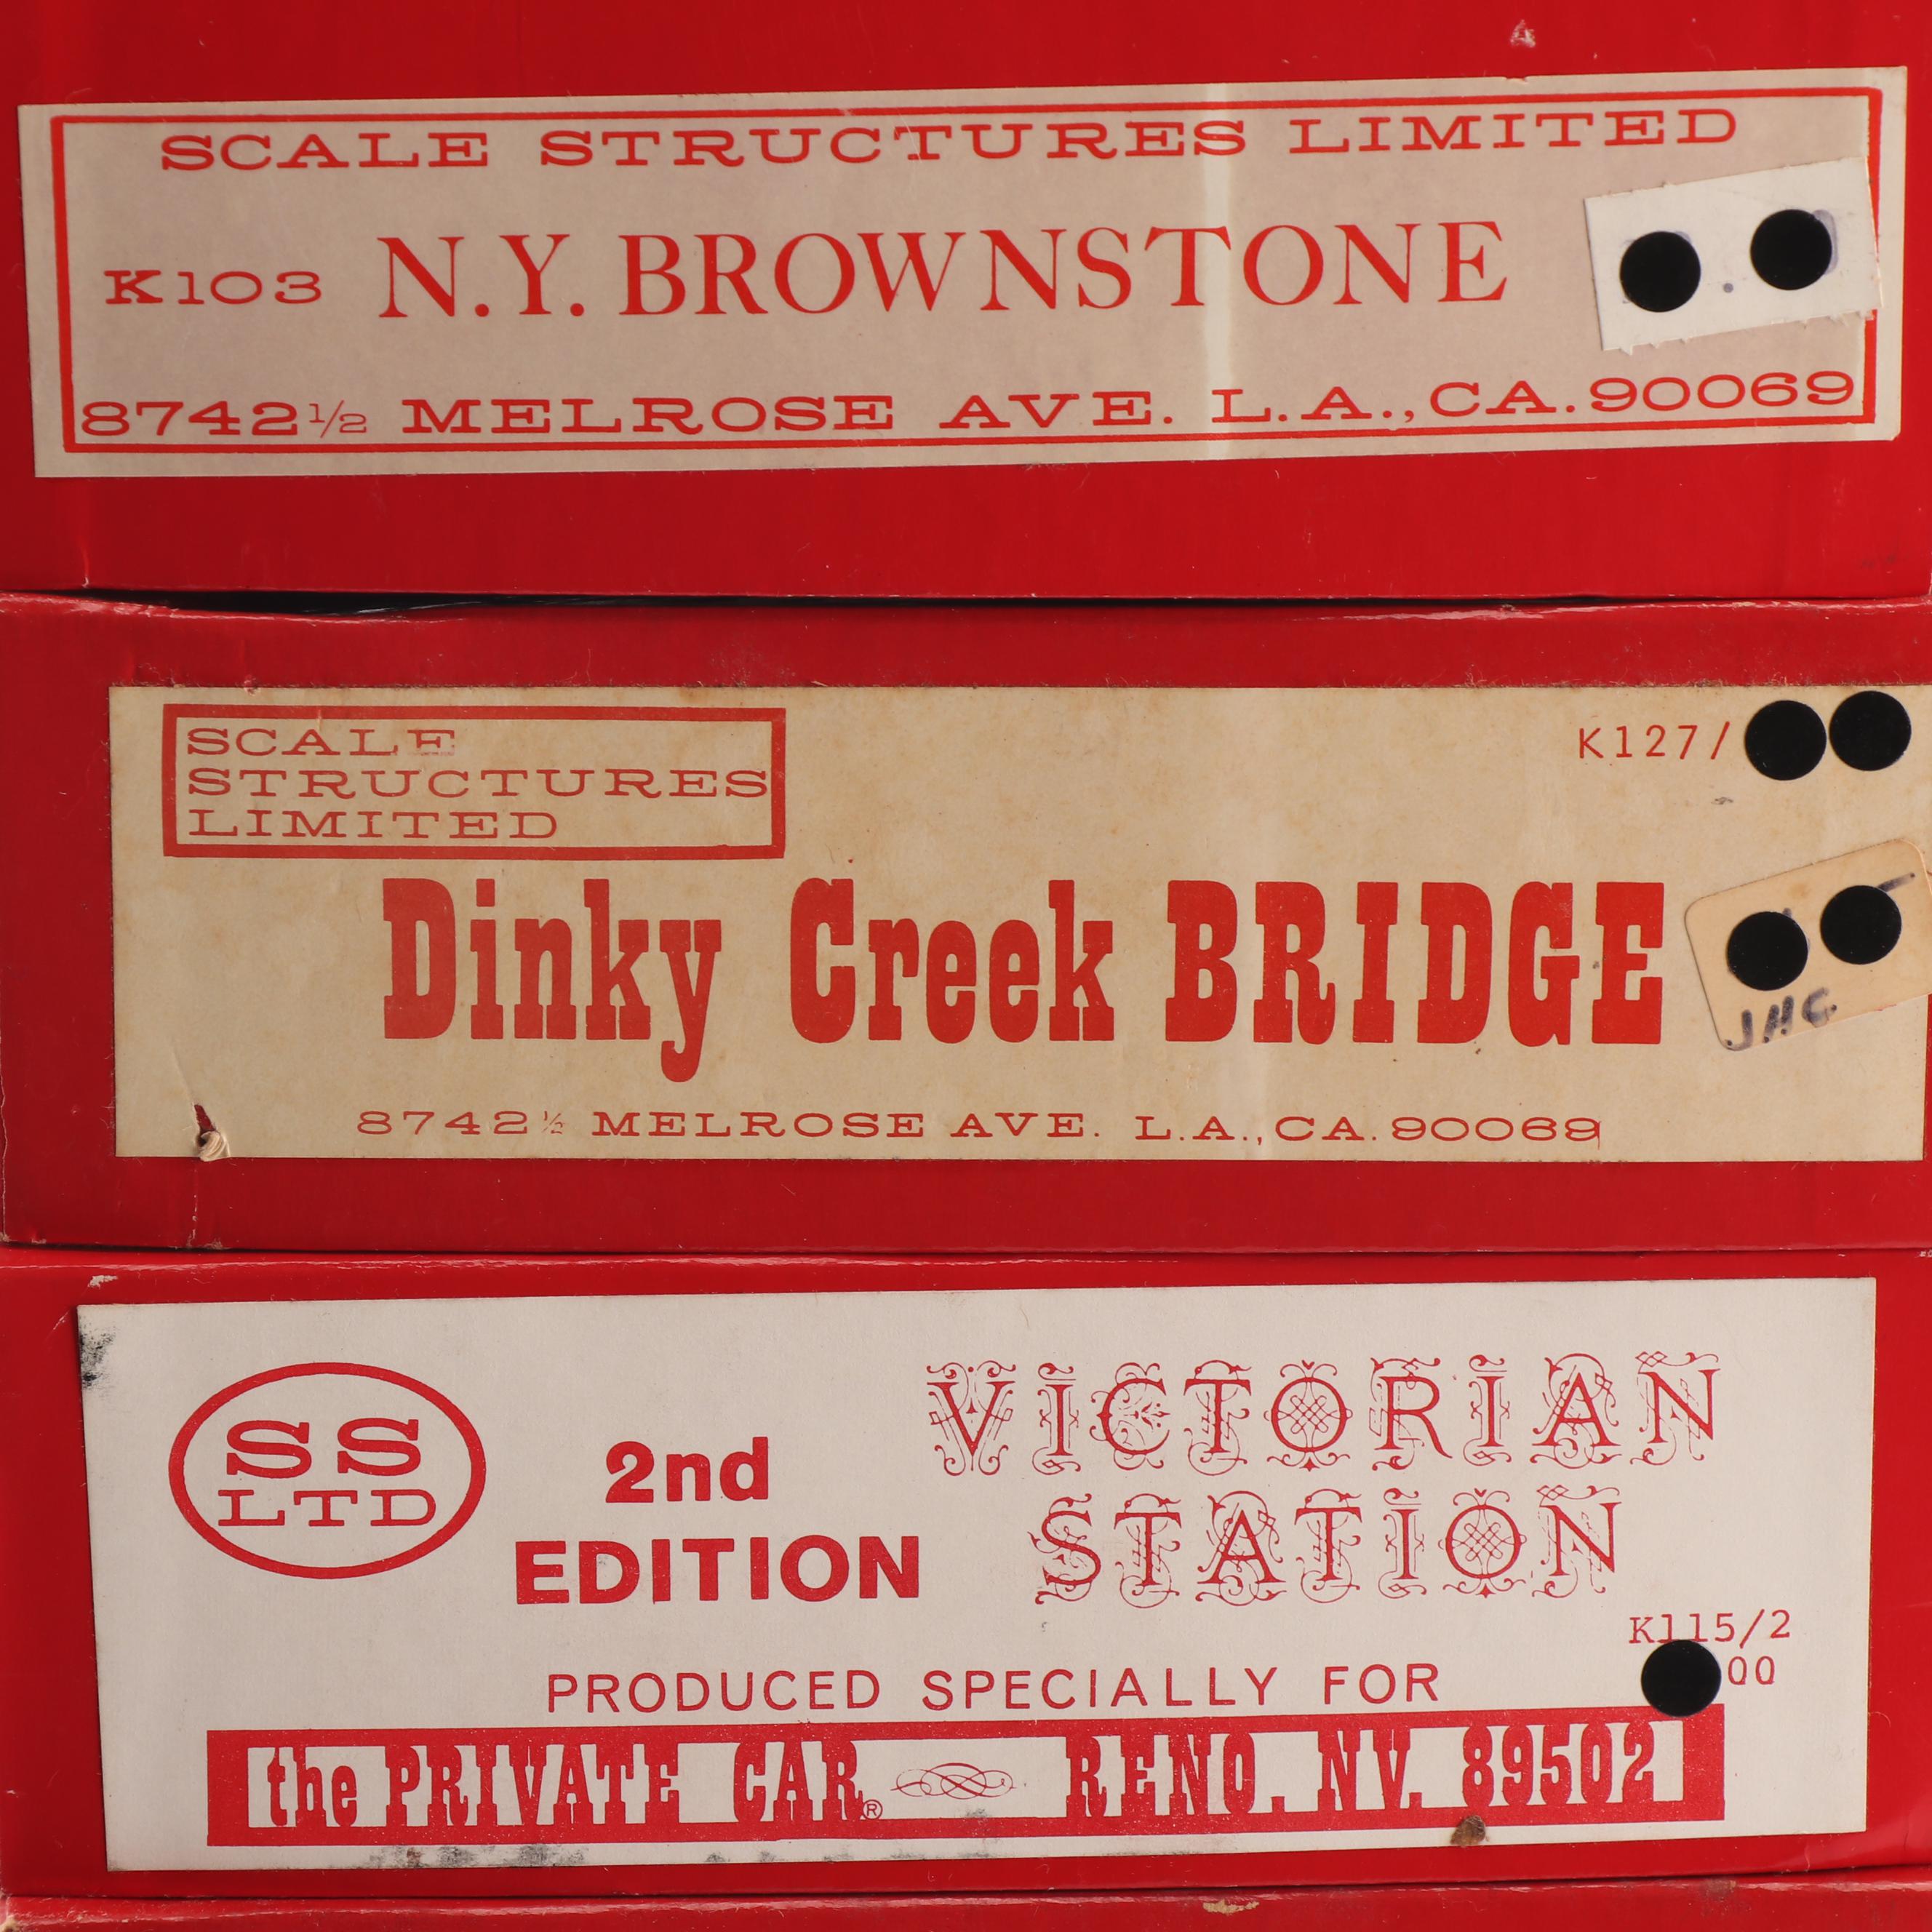 SCALE STRUCTURES LIMITED
K103 N.Y. BROWNSTONE
8742½ MELROSE AVE. L.A., CA. 90069
SCALE
STRUCTURES
LIMITED
K127/
Dinky Creek BRIDGE
JHG
8742½ MELROSE AVE. L.A., CA. 90069
SS
LTD
2nd
EDITION
VICTORIAN
STATION
K115/2
00
PRODUCED SPECIALLY FOR
the PRIVATE CAR® RENO. NV. 89502